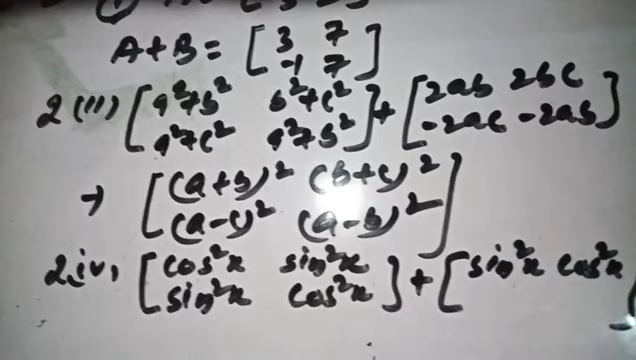 A+B = [3 7
-1 7]
2(ii) [a²+b² b²+c²
a²+c² a²+b²] + [2ab 2bc
-2ac -2ab]
→ [(a+b)² (b+c)²
(a-c)² (a-b)²]
2.iv) [cos²x sin²x
sin²x cos²x] + [sin²x cos²x